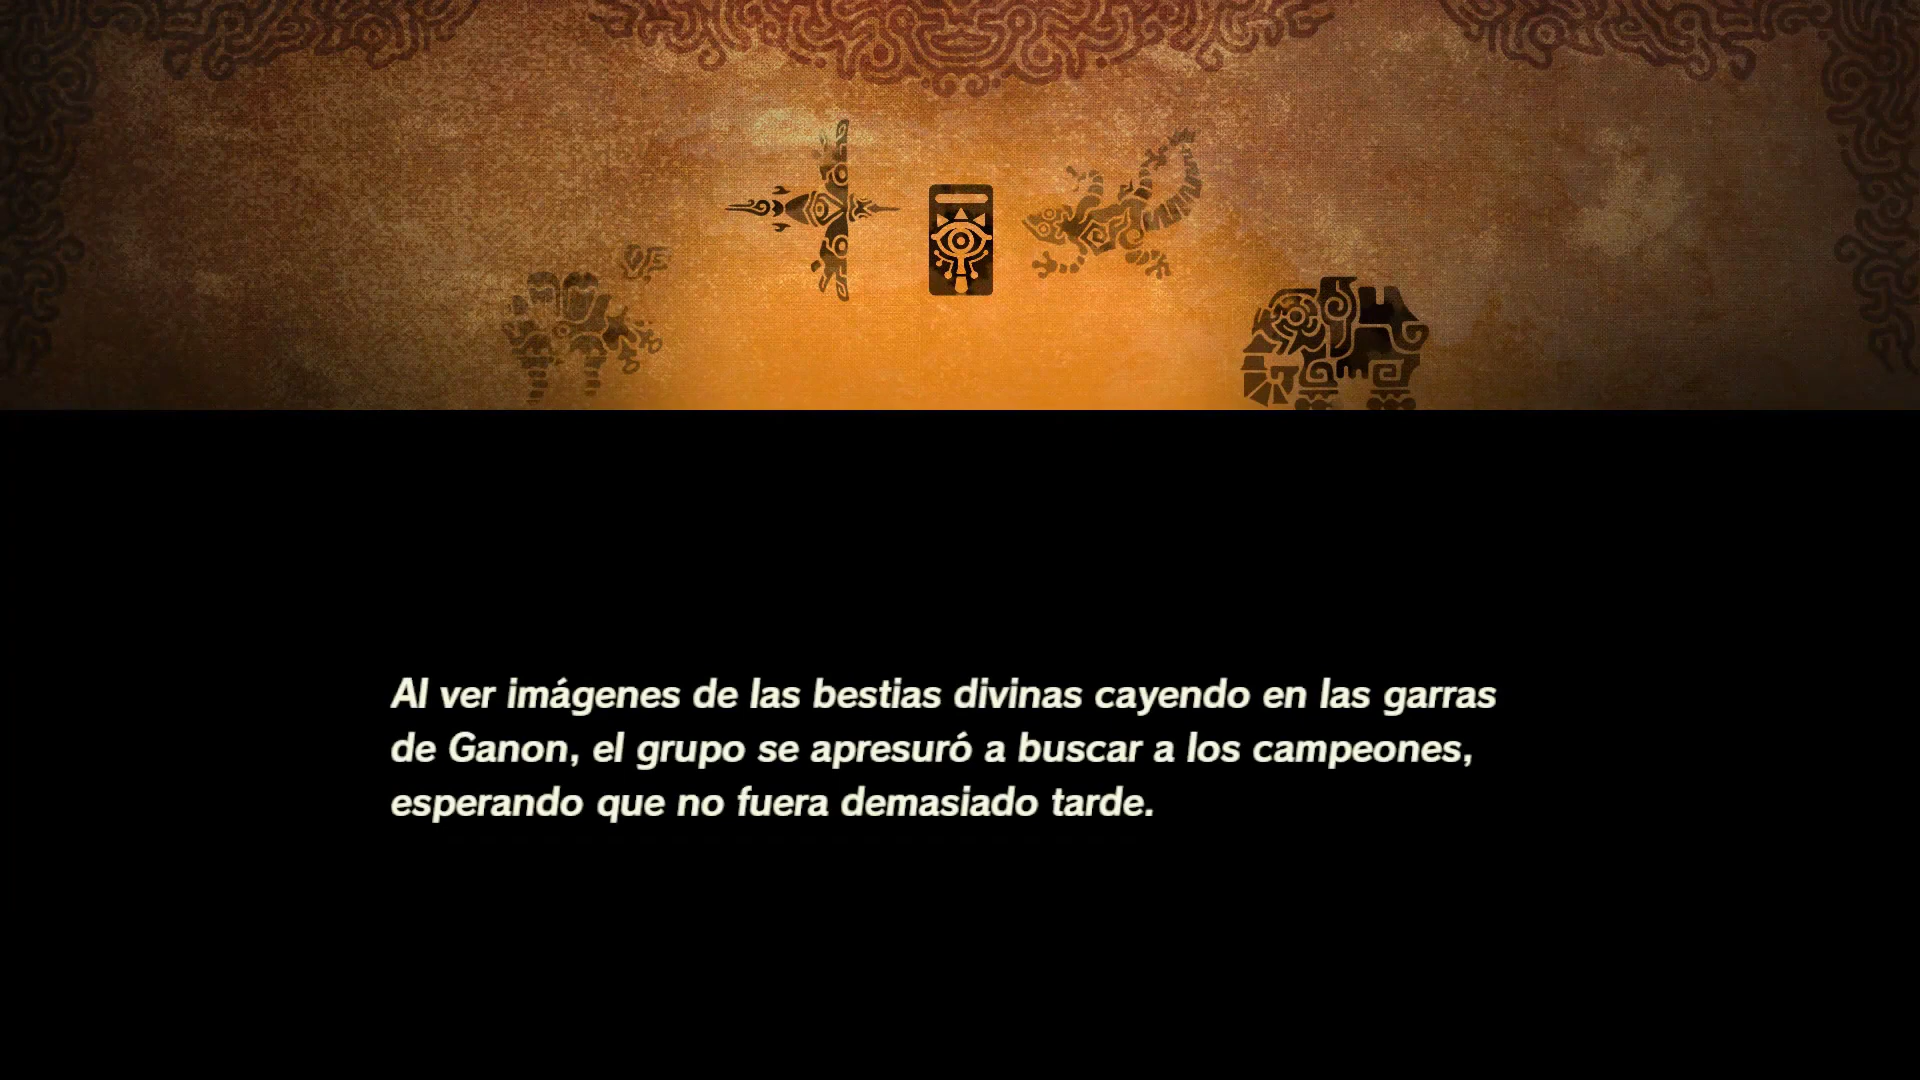 Al ver imágenes de las bestias divinas cayendo en las garras
de Ganon, el grupo se apresuró a buscar a los campeones,
esperando que no fuera demasiado tarde.